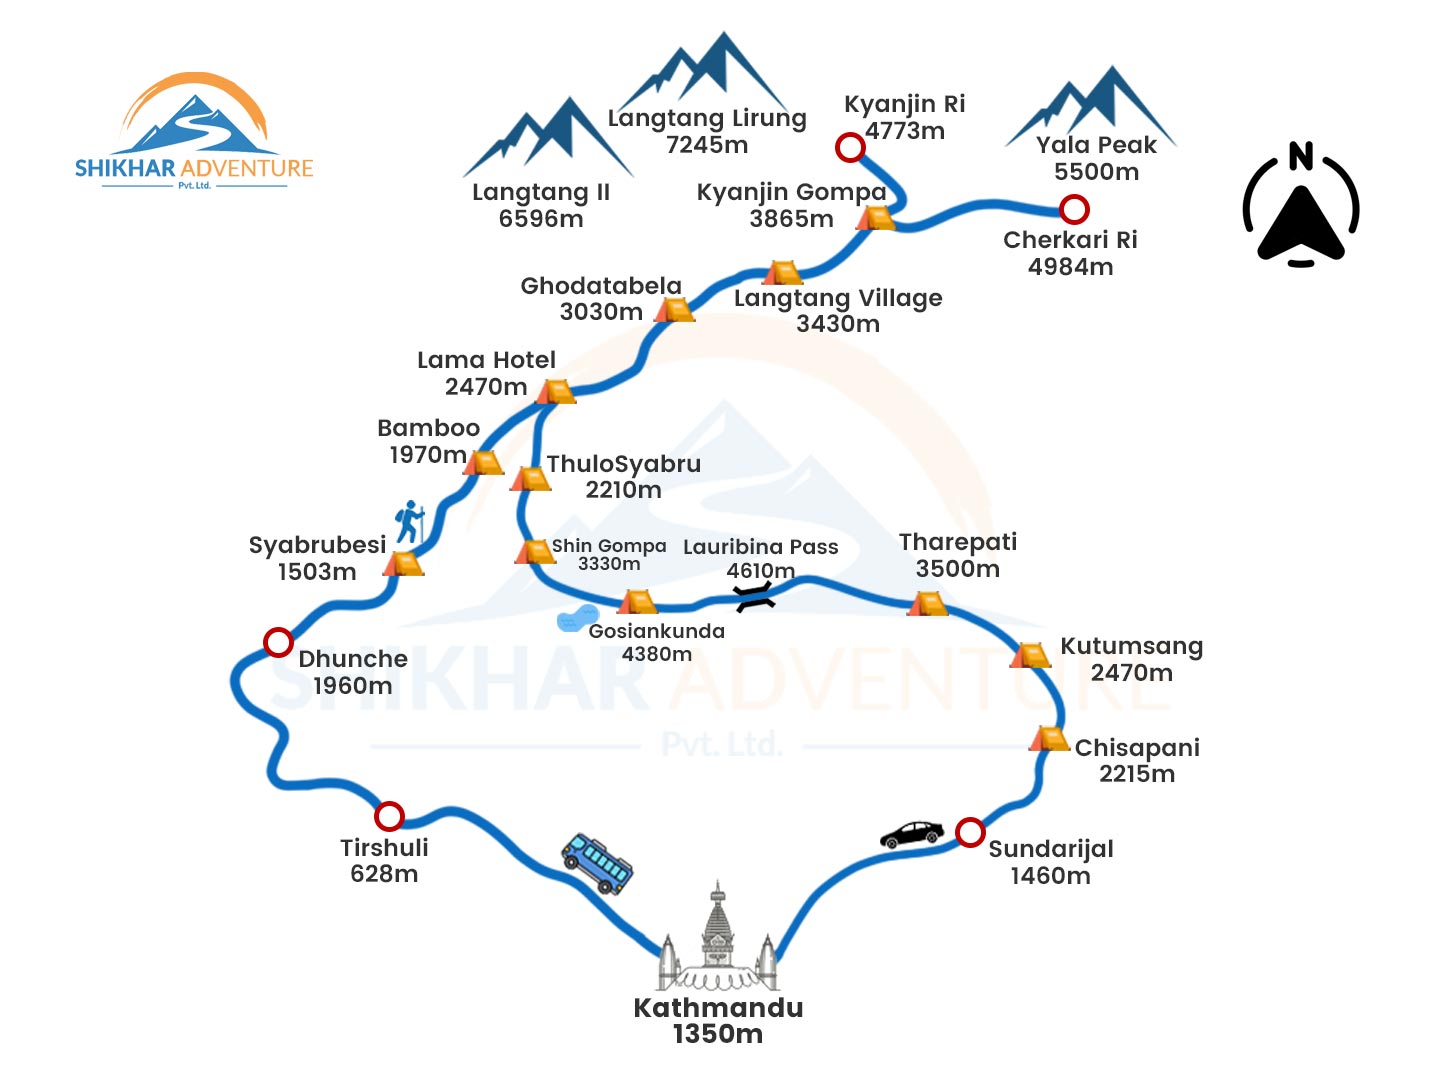 SHIKHAR ADVENTURE
Pvt. Ltd.
Langtang Lirung
7245m
Langtang II
6596m
Kyanjin Ri
4773m
Yala Peak
5500m
N
Kyanjin Gompa
3865m
Cherkari Ri
4984m
Ghodatabela
3030m
Langtang Village
3430m
Lama Hotel
2470m
Bamboo
1970m
ThuloSyabru
2210m
Syabrubesi
1503m
Shin Gompa
3330m
Lauribina Pass
4610m
Tharepati
3500m
Gosiankunda
4380m
Kutumsang
2470m
Dhunche
1960m
SHIKHAR ADVENTURE
Pvt. Ltd.
Chisapani
2215m
Tirshuli
628m
Sundarijal
1460m
Kathmandu
1350m